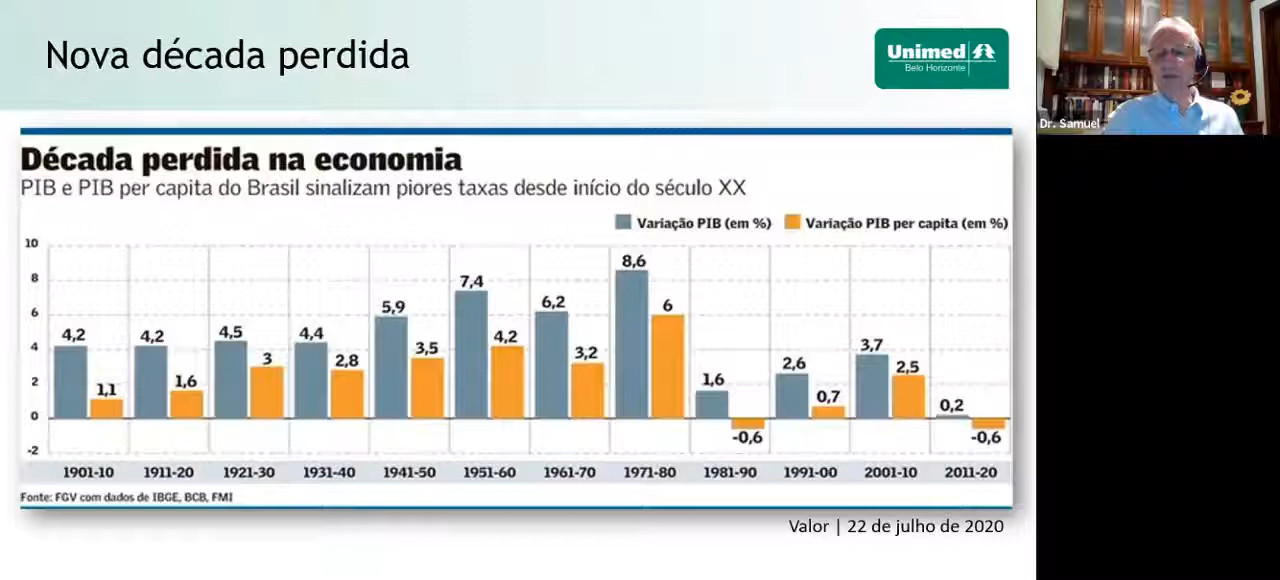 Nova década perdida
Unimed
Belo Horizonte
Dr. Samuel
Década perdida na economia
PIB e PIB per capita do Brasil sinalizam piores taxas desde início do século XX
Variação PIB (em %) Variação PIB per capita (em %)
10
8
6
4
2
0
-2
4,2 1,1
4,2 1,6
4,5 3
4,4 2,8
5,9 3,5
7,4 4,2
6,2 3,2
8,6 6
1,6 -0,6
2,6 0,7
3,7 2,5
0,2 -0,6
1901-10 1911-20 1921-30 1931-40 1941-50 1951-60 1961-70 1971-80 1981-90 1991-00 2001-10 2011-20
Fonte: FGV com dados de IBGE, BCB, FMI
Valor | 22 de julho de 2020